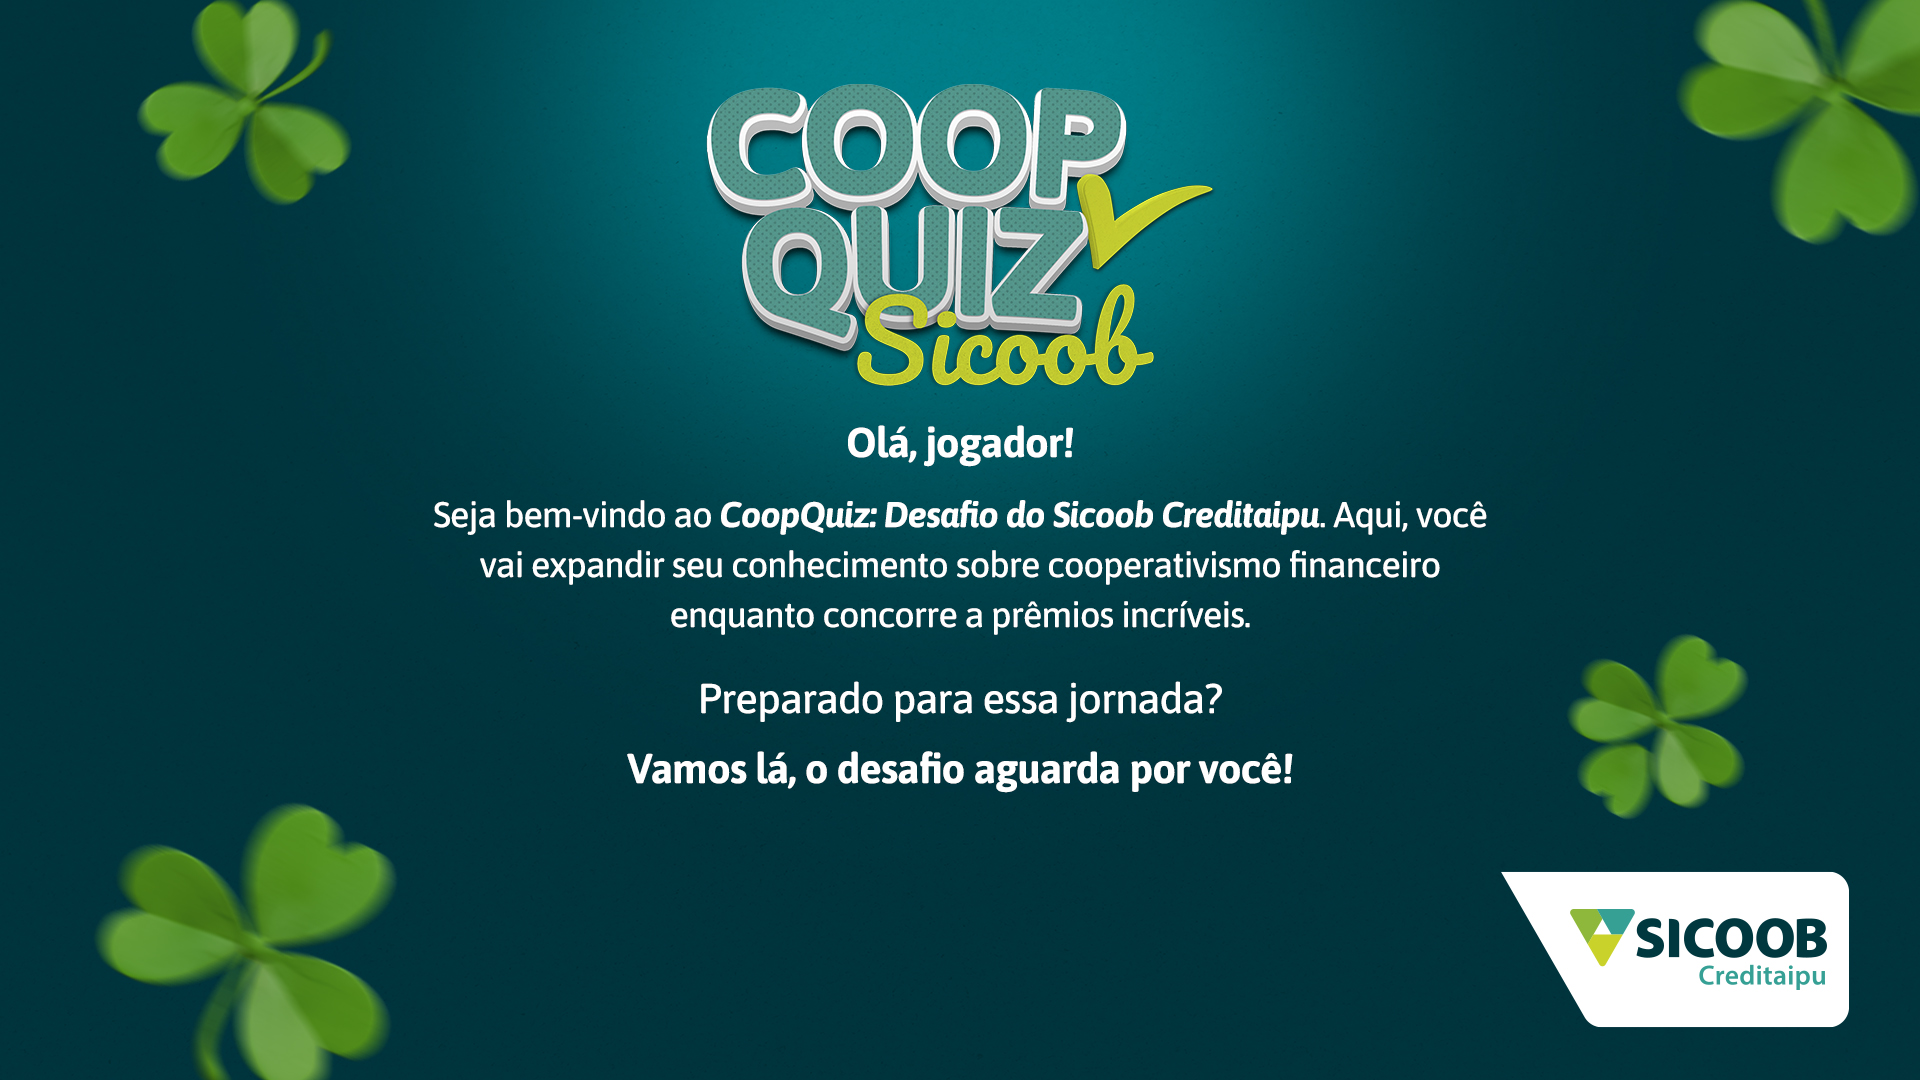 COOP
QUIZ
Sicoob
Olá, jogador!
Seja bem-vindo ao CoopQuiz: Desafio do Sicoob Creditaipu. Aqui, você
vai expandir seu conhecimento sobre cooperativismo financeiro
enquanto concorre a prêmios incríveis.
Preparado para essa jornada?
Vamos lá, o desafio aguarda por você!
SICOOB
Creditaipu